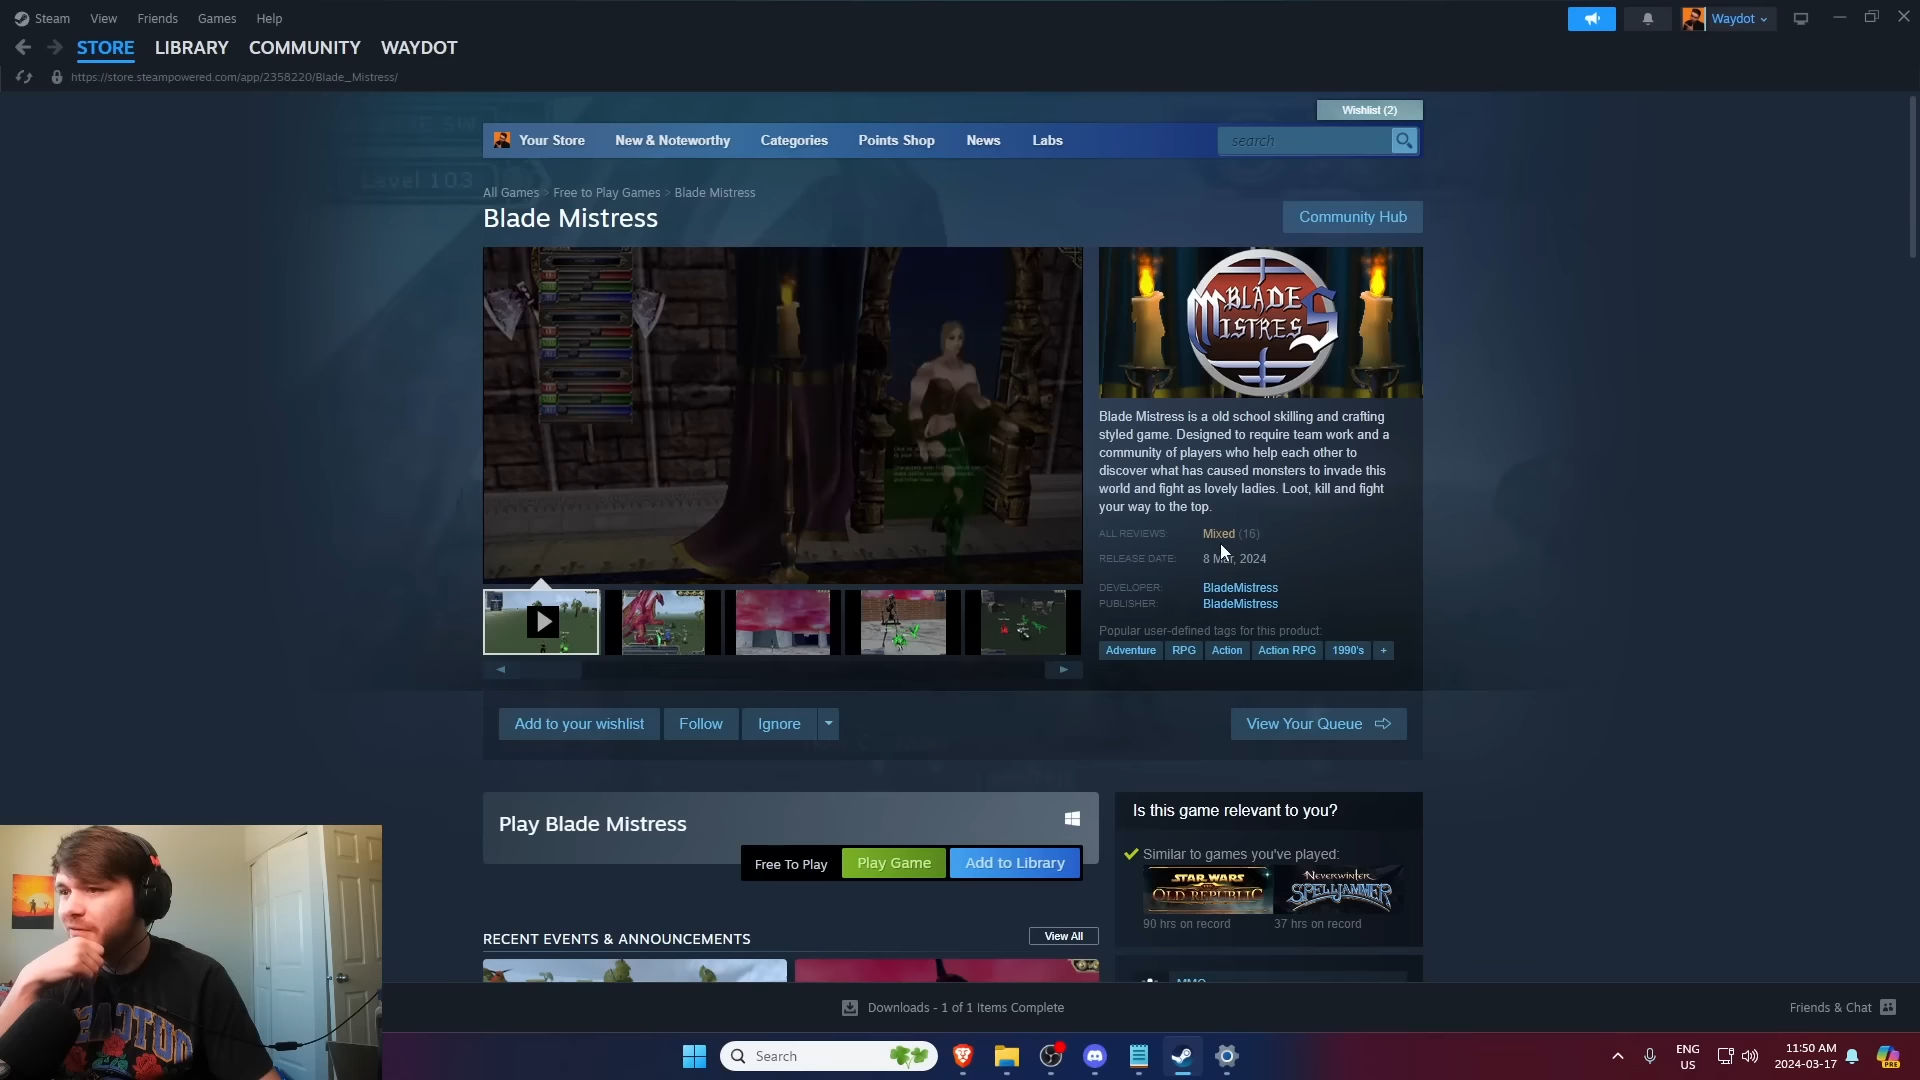 Steam View Friends Games Help
Waydot
STORE LIBRARY COMMUNITY WAYDOT
https://store.steampowered.com/app/2358220/Blade_Mistress/
Wishlist (2)
Your Store New & Noteworthy Categories Points Shop News Labs
search
Level 103
All Games > Free to Play Games > Blade Mistress
Blade Mistress
Community Hub
BLADE
MISTRESS
Blade Mistress is a old school skilling and crafting
styled game. Designed to require team work and a
community of players who help each other to
discover what has caused monsters to invade this
world and fight as lovely ladies. Loot, kill and fight
your way to the top.
ALL REVIEWS: Mixed (16)
RELEASE DATE: 8 Mar, 2024
DEVELOPER: BladeMistress
PUBLISHER: BladeMistress
Popular user-defined tags for this product:
Adventure RPG Action Action RPG 1990's +
Add to your wishlist Follow Ignore
View Your Queue
Play Blade Mistress
Free To Play Play Game Add to Library
Is this game relevant to you?
Similar to games you've played:
STAR WARS
OLD REPUBLIC
NEVERWINTER
SPELLJAMMER
90 hrs on record 37 hrs on record
RECENT EVENTS & ANNOUNCEMENTS
View All
MMO
Downloads - 1 of 1 Items Complete
Friends & Chat
Search
ENG
US
11:50 AM
2024-03-17
PRE